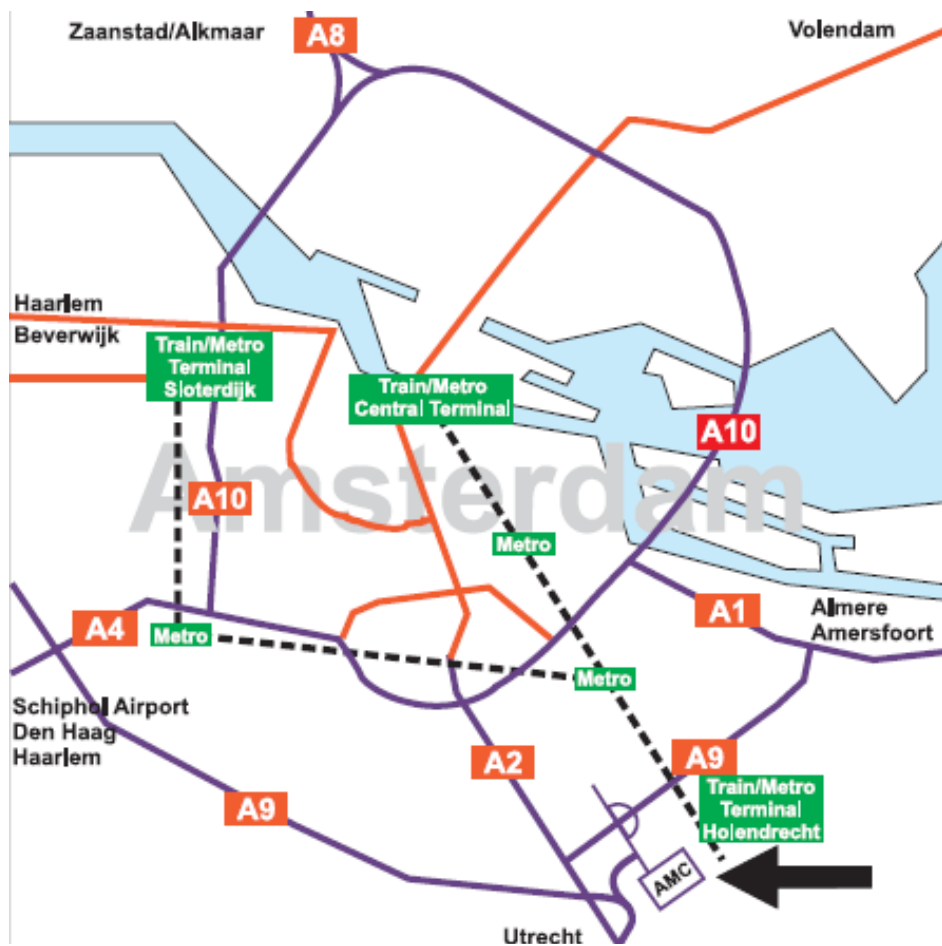 Zaanstad/Alkmaar
A8
Volendam
Haarlem
Beverwijk
Train/Metro
Terminal
Sloterdijk
Train/Metro
Central Terminal
A10
Amsterdam
A10
Metro
A4
Metro
A1
Almere
Amersfoort
Metro
Schiphol Airport
Den Haag
Haarlem
A2
A9
A9
Train/Metro
Terminal
Holendrecht
AMC
Utrecht